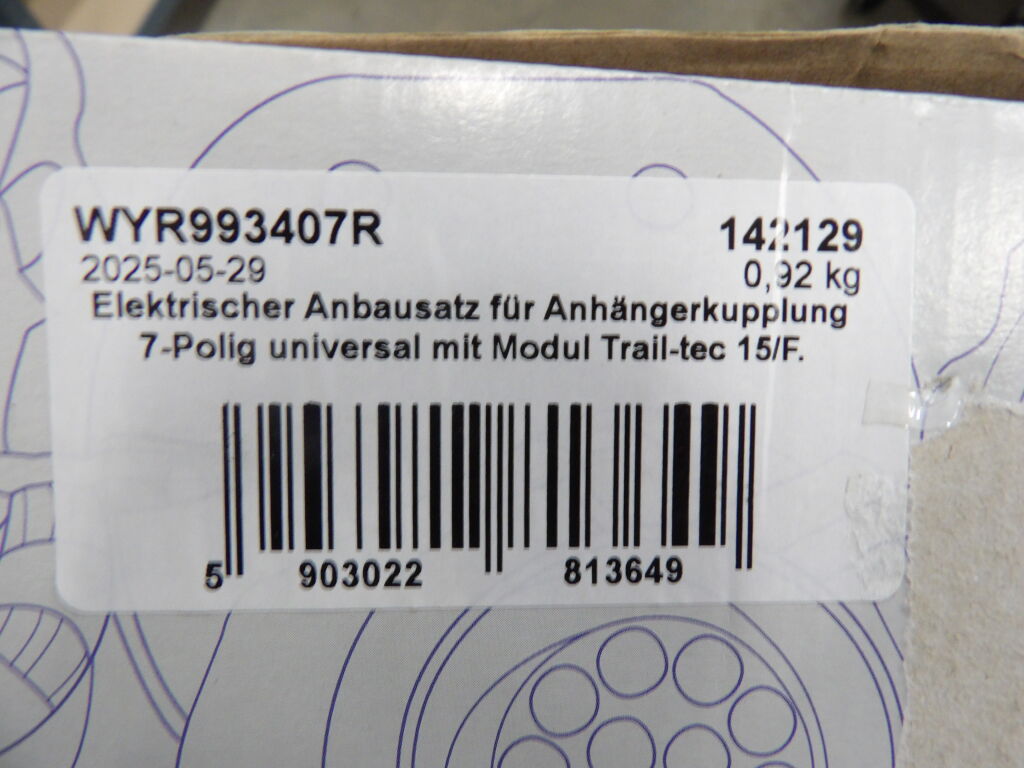 WYR993407R 142129
2025-05-29 0,92 kg
Elektrischer Anbausatz für Anhängerkupplung
7-Polig universal mit Modul Trail-tec 15/F.
5 903022 813649